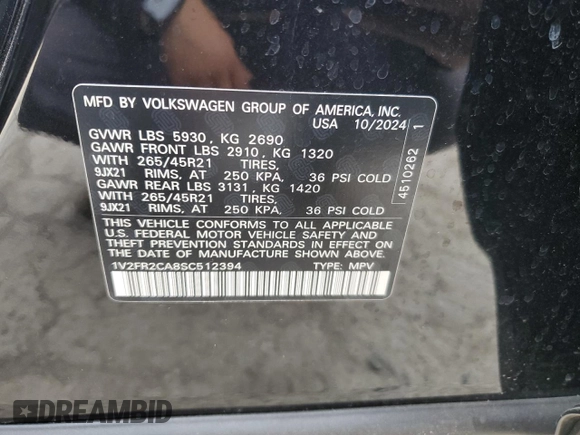 MFD BY VOLKSWAGEN GROUP OF AMERICA, INC.
USA 10/2024
GVWR LBS 5930, KG 2690
GAWR FRONT LBS 2910, KG 1320
WITH 265/45R21 TIRES,
9JX21 RIMS, AT 250 KPA, 36 PSI COLD
GAWR REAR LBS 3131, KG 1420
WITH 265/45R21 TIRES,
9JX21 RIMS, AT 250 KPA, 36 PSI COLD
THIS VEHICLE CONFORMS TO ALL APPLICABLE
U.S. FEDERAL MOTOR VEHICLE SAFETY AND
THEFT PREVENTION STANDARDS IN EFFECT ON
THE DATE OF MANUFACTURE SHOWN ABOVE.
1V2FR2CA8SC512394 TYPE: MPV
4510262 1
DREAMBID